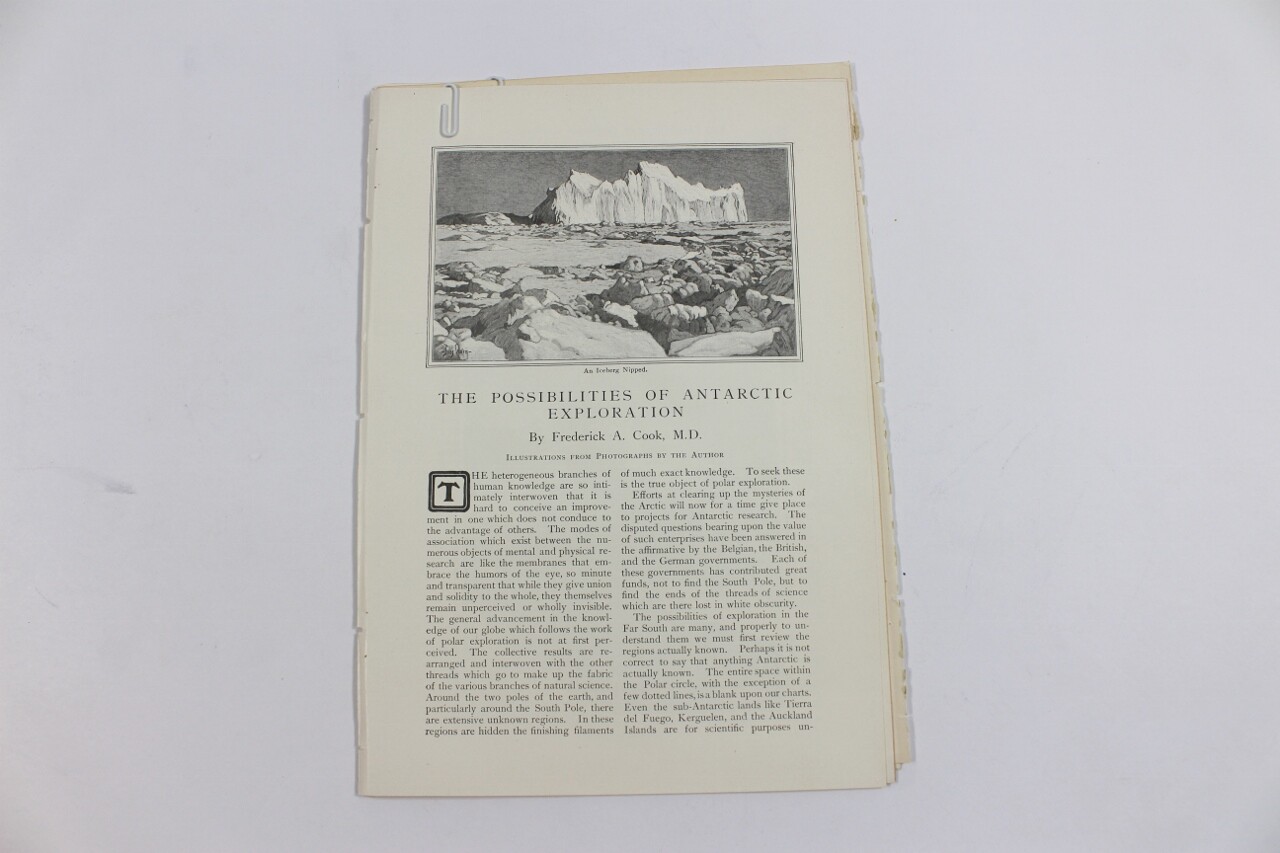 An Iceberg Nipped.
THE POSSIBILITIES OF ANTARCTIC
EXPLORATION
By Frederick A. Cook, M.D.
ILLUSTRATIONS FROM PHOTOGRAPHS BY THE AUTHOR
THE heterogeneous branches of
human knowledge are so inti-
mately interwoven that it is
hard to conceive an improve-
ment in one which does not conduce to
the advantage of others. The modes of
association which exist between the nu-
merous objects of mental and physical re-
search are like the membranes that em-
brace the humors of the eye, so minute
and transparent that while they give union
and solidity to the whole, they themselves
remain unperceived or wholly invisible.
The general advancement in the knowl-
edge of our globe which follows the work
of polar exploration is not at first per-
ceived. The collective results are re-
arranged and interwoven with the other
threads which go to make up the fabric
of the various branches of natural science.
Around the two poles of the earth, and
particularly around the South Pole, there
are extensive unknown regions. In these
regions are hidden the finishing filaments
of much exact knowledge. To seek these
is the true object of polar exploration.
Efforts at clearing up the mysteries of
the Arctic will now for a time give place
to projects for Antarctic research. The
disputed questions bearing upon the value
of such enterprises have been answered in
the affirmative by the Belgian, the British,
and the German governments. Each of
these governments has contributed great
funds, not to find the South Pole, but to
find the ends of the threads of science
which are there lost in white obscurity.
The possibilities of exploration in the
Far South are many, and properly to un-
derstand them we must first review the
regions actually known. Perhaps it is not
correct to say that anything Antarctic is
actually known. The entire space within
the Polar circle, with the exception of a
few dotted lines, is a blank upon our charts.
Even the sub-Antarctic lands like Tierra
del Fuego, Kerguelen, and the Auckland
Islands are for scientific purposes un-